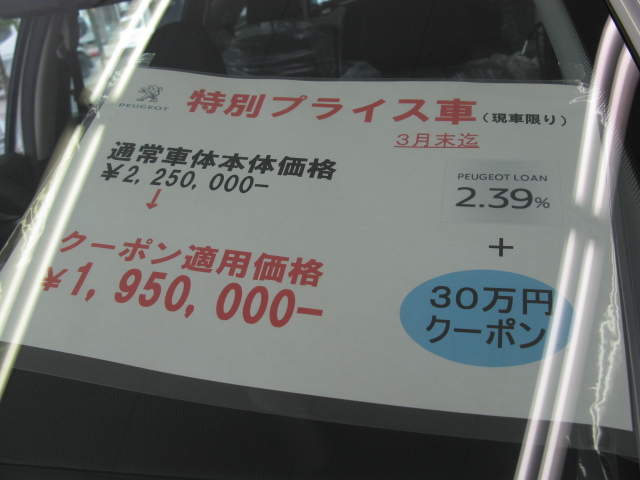 PEUGEOT
特別プライス車(現車限り)
3月末迄
通常車体本体価格
¥2,250,000-
↓
クーポン適用価格
¥1,950,000-
PEUGEOT LOAN
2.39%
+
30万円
クーポン